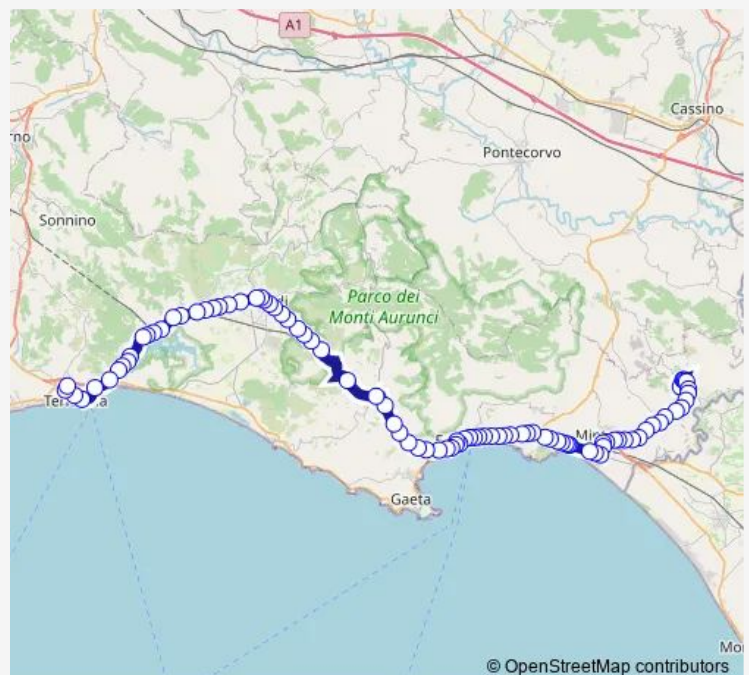 A1
Cassino
Pontecorvo
Sonnino
Parco dei
Monti Aurunci
Gaeta
© OpenStreetMap contributors